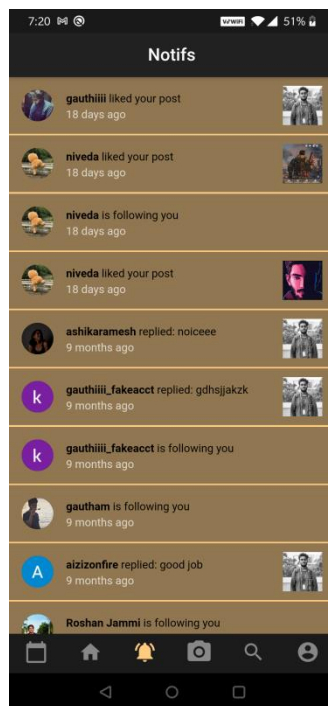 7:20
VoWIFI 51%
Notifs
gauthiiii liked your post
18 days ago
niveda liked your post
18 days ago
niveda is following you
18 days ago
niveda liked your post
18 days ago
ashikaramesh replied: noiceee
9 months ago
k gauthiiii_fakeacct replied: gdhsjjakzk
9 months ago
k gauthiiii_fakeacct is following you
9 months ago
gautham is following you
9 months ago
A aizizonfire replied: good job
9 months ago
Roshan Jammi is following you